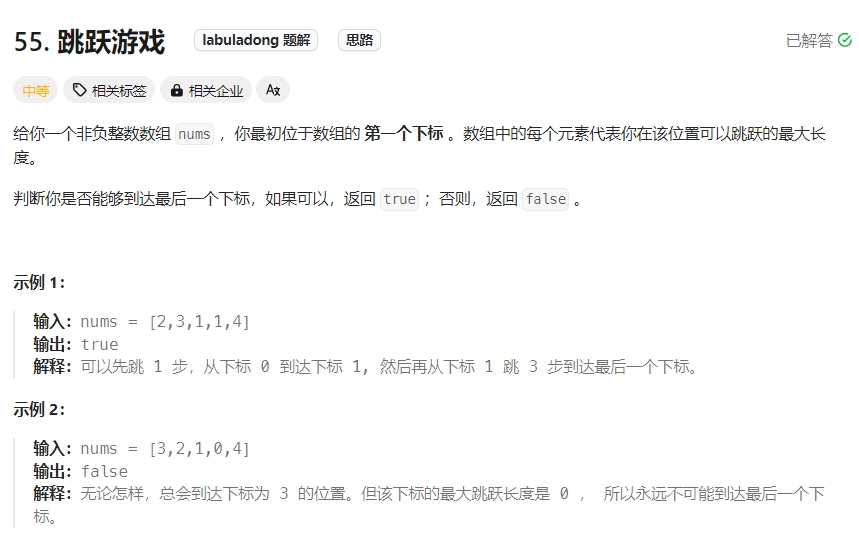 55. 跳跃游戏 labuladong 题解 思路 已解答
中等 相关标签 相关企业 Ax
给你一个非负整数数组 nums ，你最初位于数组的 第一个下标 。数组中的每个元素代表你在该位置可以跳跃的最大长
度。
判断你是否能够到达最后一个下标，如果可以，返回 true ；否则，返回 false 。
示例 1：
输入：nums = [2,3,1,1,4]
输出：true
解释：可以先跳 1 步，从下标 0 到达下标 1, 然后再从下标 1 跳 3 步到达最后一个下标。
示例 2：
输入：nums = [3,2,1,0,4]
输出：false
解释：无论怎样，总会到达下标为 3 的位置。但该下标的最大跳跃长度是 0 ， 所以永远不可能到达最后一个下
标。